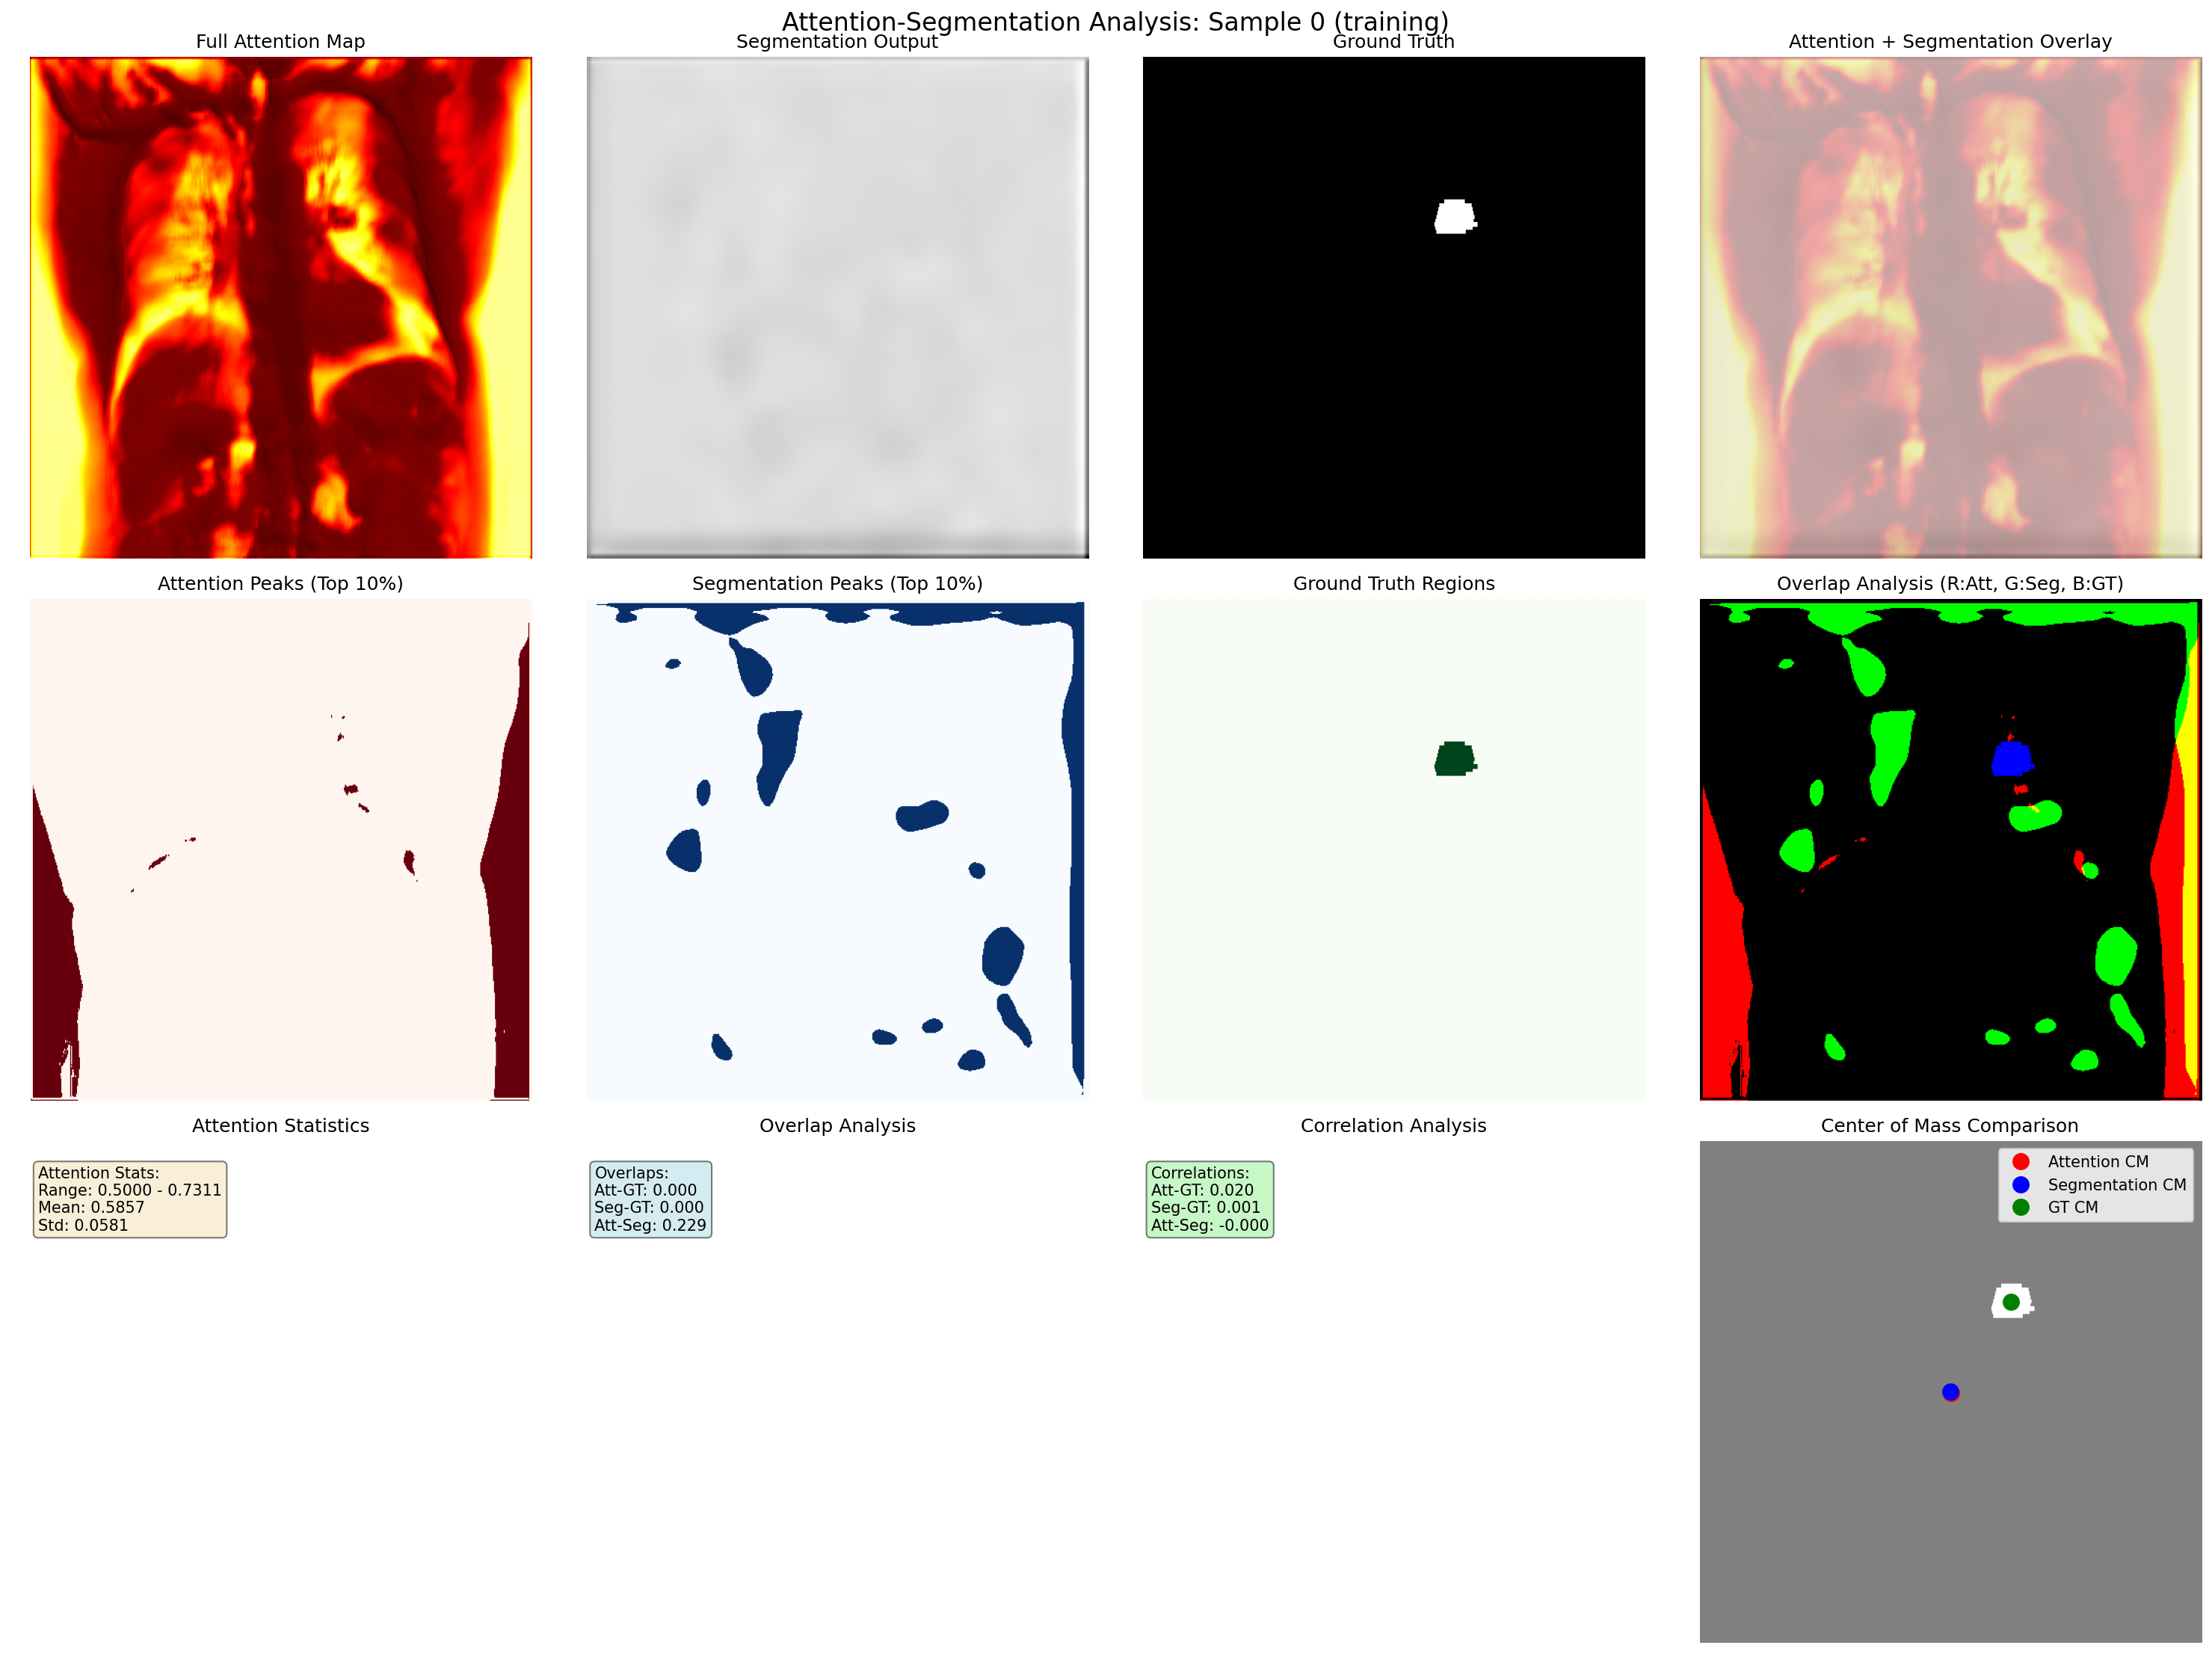 Attention-Segmentation Analysis: Sample 0 (training)
Full Attention Map
Segmentation Output
Ground Truth
Attention + Segmentation Overlay
Attention Peaks (Top 10%)
Segmentation Peaks (Top 10%)
Ground Truth Regions
Overlap Analysis (R:Att, G:Seg, B:GT)
Attention Statistics
Attention Stats:
Range: 0.5000 - 0.7311
Mean: 0.5857
Std: 0.0581
Overlap Analysis
Overlaps:
Att-GT: 0.000
Seg-GT: 0.000
Att-Seg: 0.229
Correlation Analysis
Correlations:
Att-GT: 0.020
Seg-GT: 0.001
Att-Seg: -0.000
Center of Mass Comparison
Attention CM
Segmentation CM
GT CM